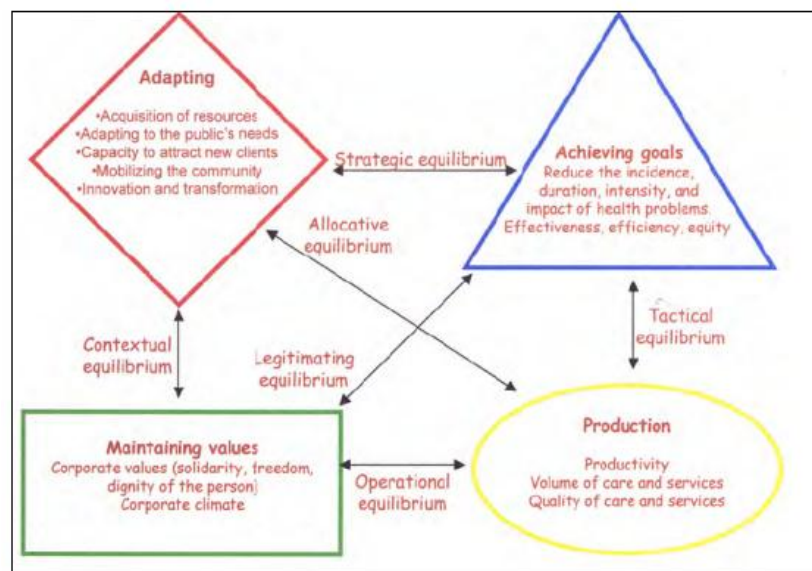 Adapting
•Acquisition of resources
•Adapting to the public's needs
•Capacity to attract new clients
•Mobilizing the community
•Innovation and transformation
Strategic equilibrium
Achieving goals
Reduce the incidence,
duration, intensity, and
impact of health problems.
Effectiveness, efficiency, equity
Allocative
equilibrium
Contextual
equilibrium
Legitimating
equilibrium
Tactical
equilibrium
Maintaining values
Corporate values (solidarity, freedom,
dignity of the person)
Corporate climate
Operational
equilibrium
Production
Productivity
Volume of care and services
Quality of care and services